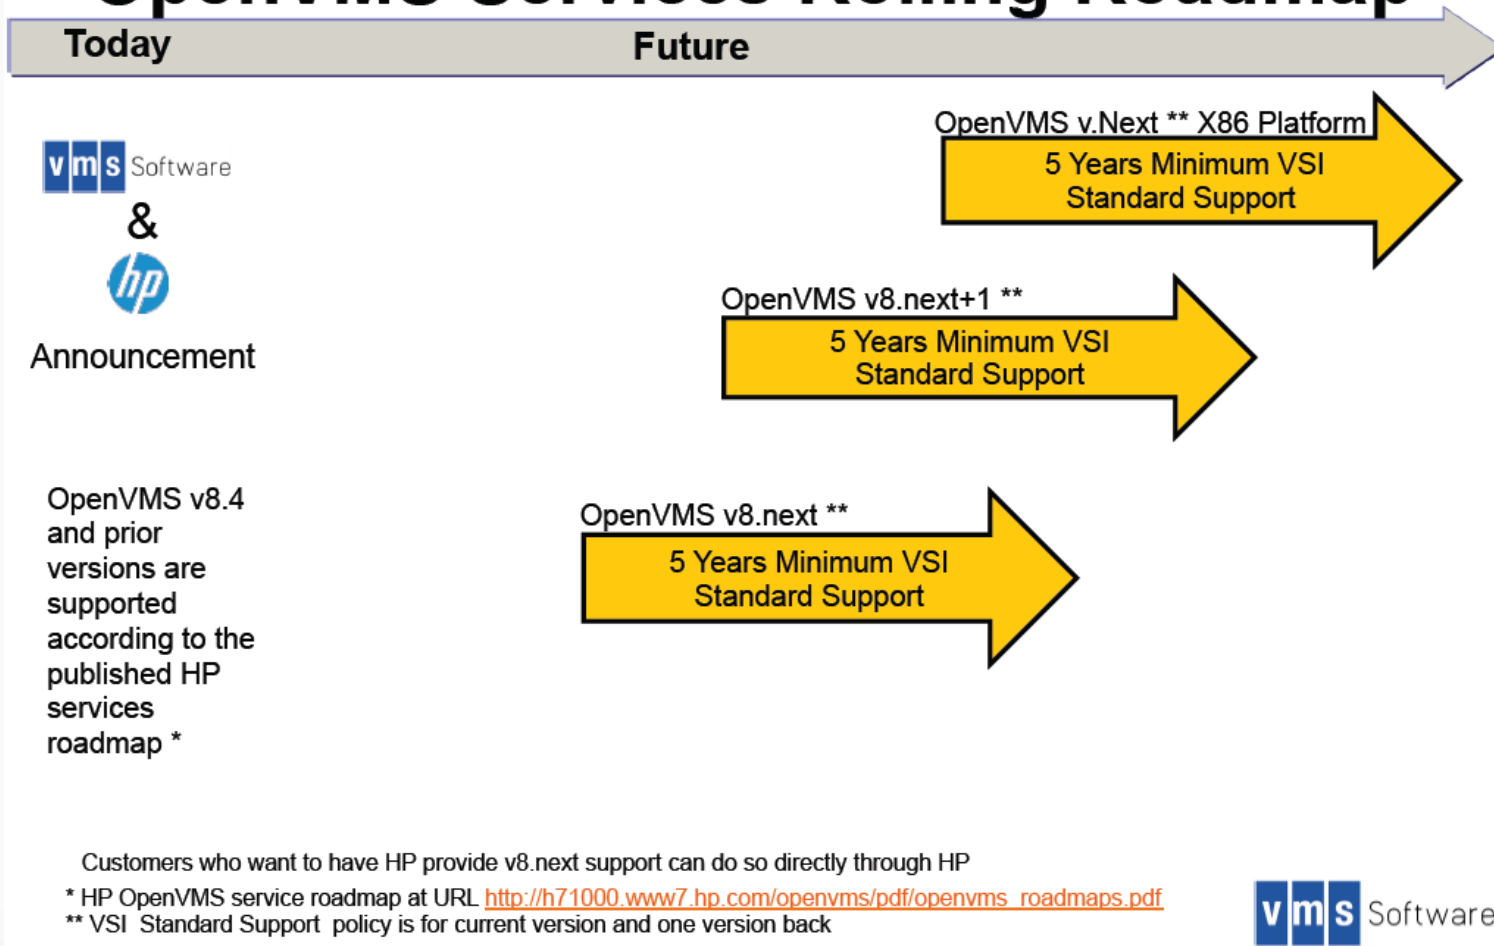 OpenVMS Services Rolling Roadmap
Today Future
OpenVMS v.Next ** X86 Platform
5 Years Minimum VSI
Standard Support
vms Software
&
hp
Announcement
OpenVMS v8.next+1 **
5 Years Minimum VSI
Standard Support
OpenVMS v8.4
and prior
versions are
supported
according to the
published HP
services
roadmap *
OpenVMS v8.next **
5 Years Minimum VSI
Standard Support
Customers who want to have HP provide v8.next support can do so directly through HP
* HP OpenVMS service roadmap at URL http://h71000.www7.hp.com/openvms/pdf/openvms_roadmaps.pdf
** VSI Standard Support policy is for current version and one version back
vms Software